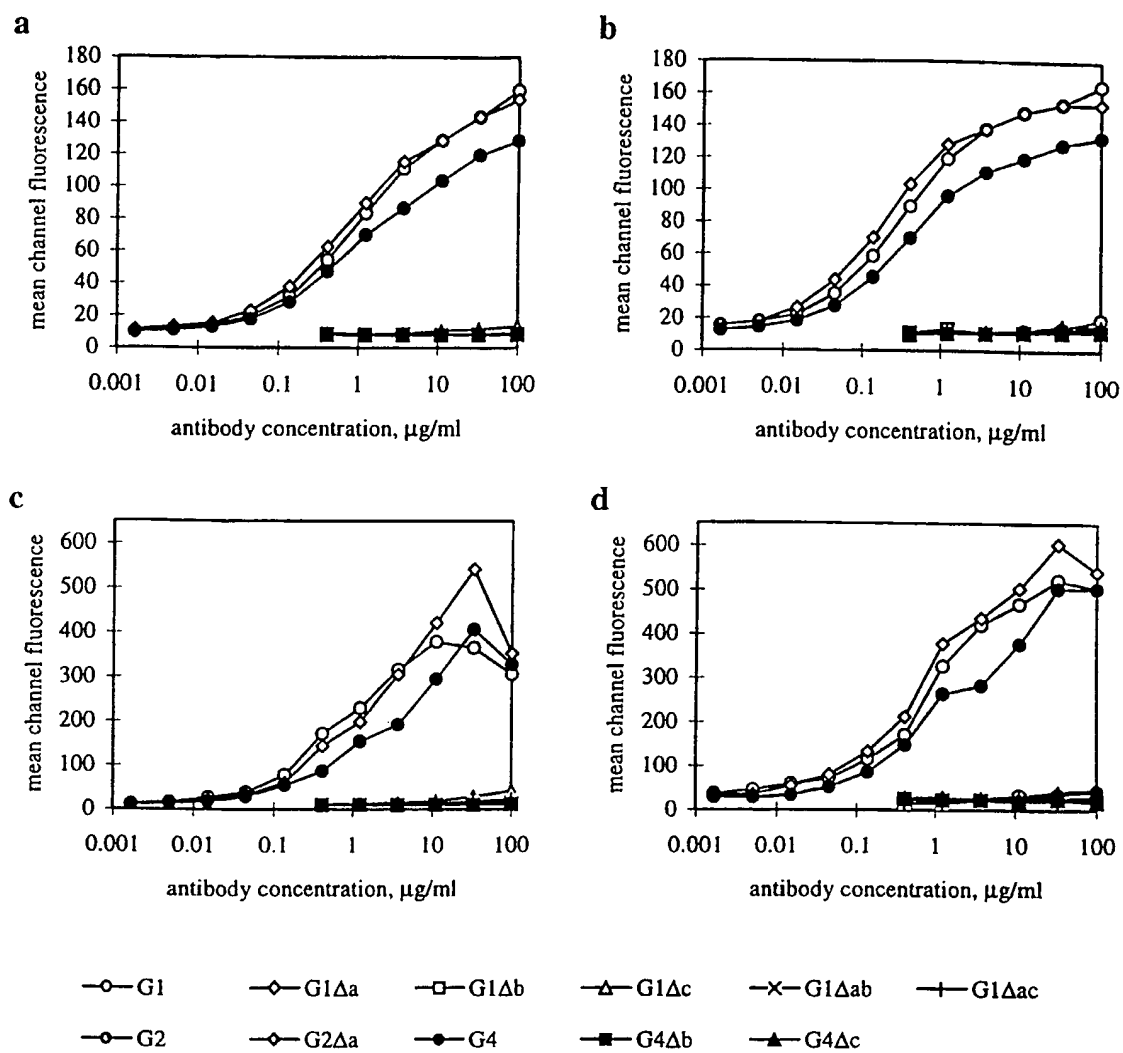 a
180
160
140
120
100
80
60
40
20
0
mean channel fluorescence
0.001 0.01 0.1 1 10 100
antibody concentration, µg/ml
b
180
160
140
120
100
80
60
40
20
0
mean channel fluorescence
0.001 0.01 0.1 1 10 100
antibody concentration, µg/ml
c
600
500
400
300
200
100
0
mean channel fluorescence
0.001 0.01 0.1 1 10 100
antibody concentration, µg/ml
d
600
500
400
300
200
100
0
mean channel fluorescence
0.001 0.01 0.1 1 10 100
antibody concentration, µg/ml
G1 G1Δa G1Δb G1Δc G1Δab G1Δac
G2 G2Δa G4 G4Δb G4Δc